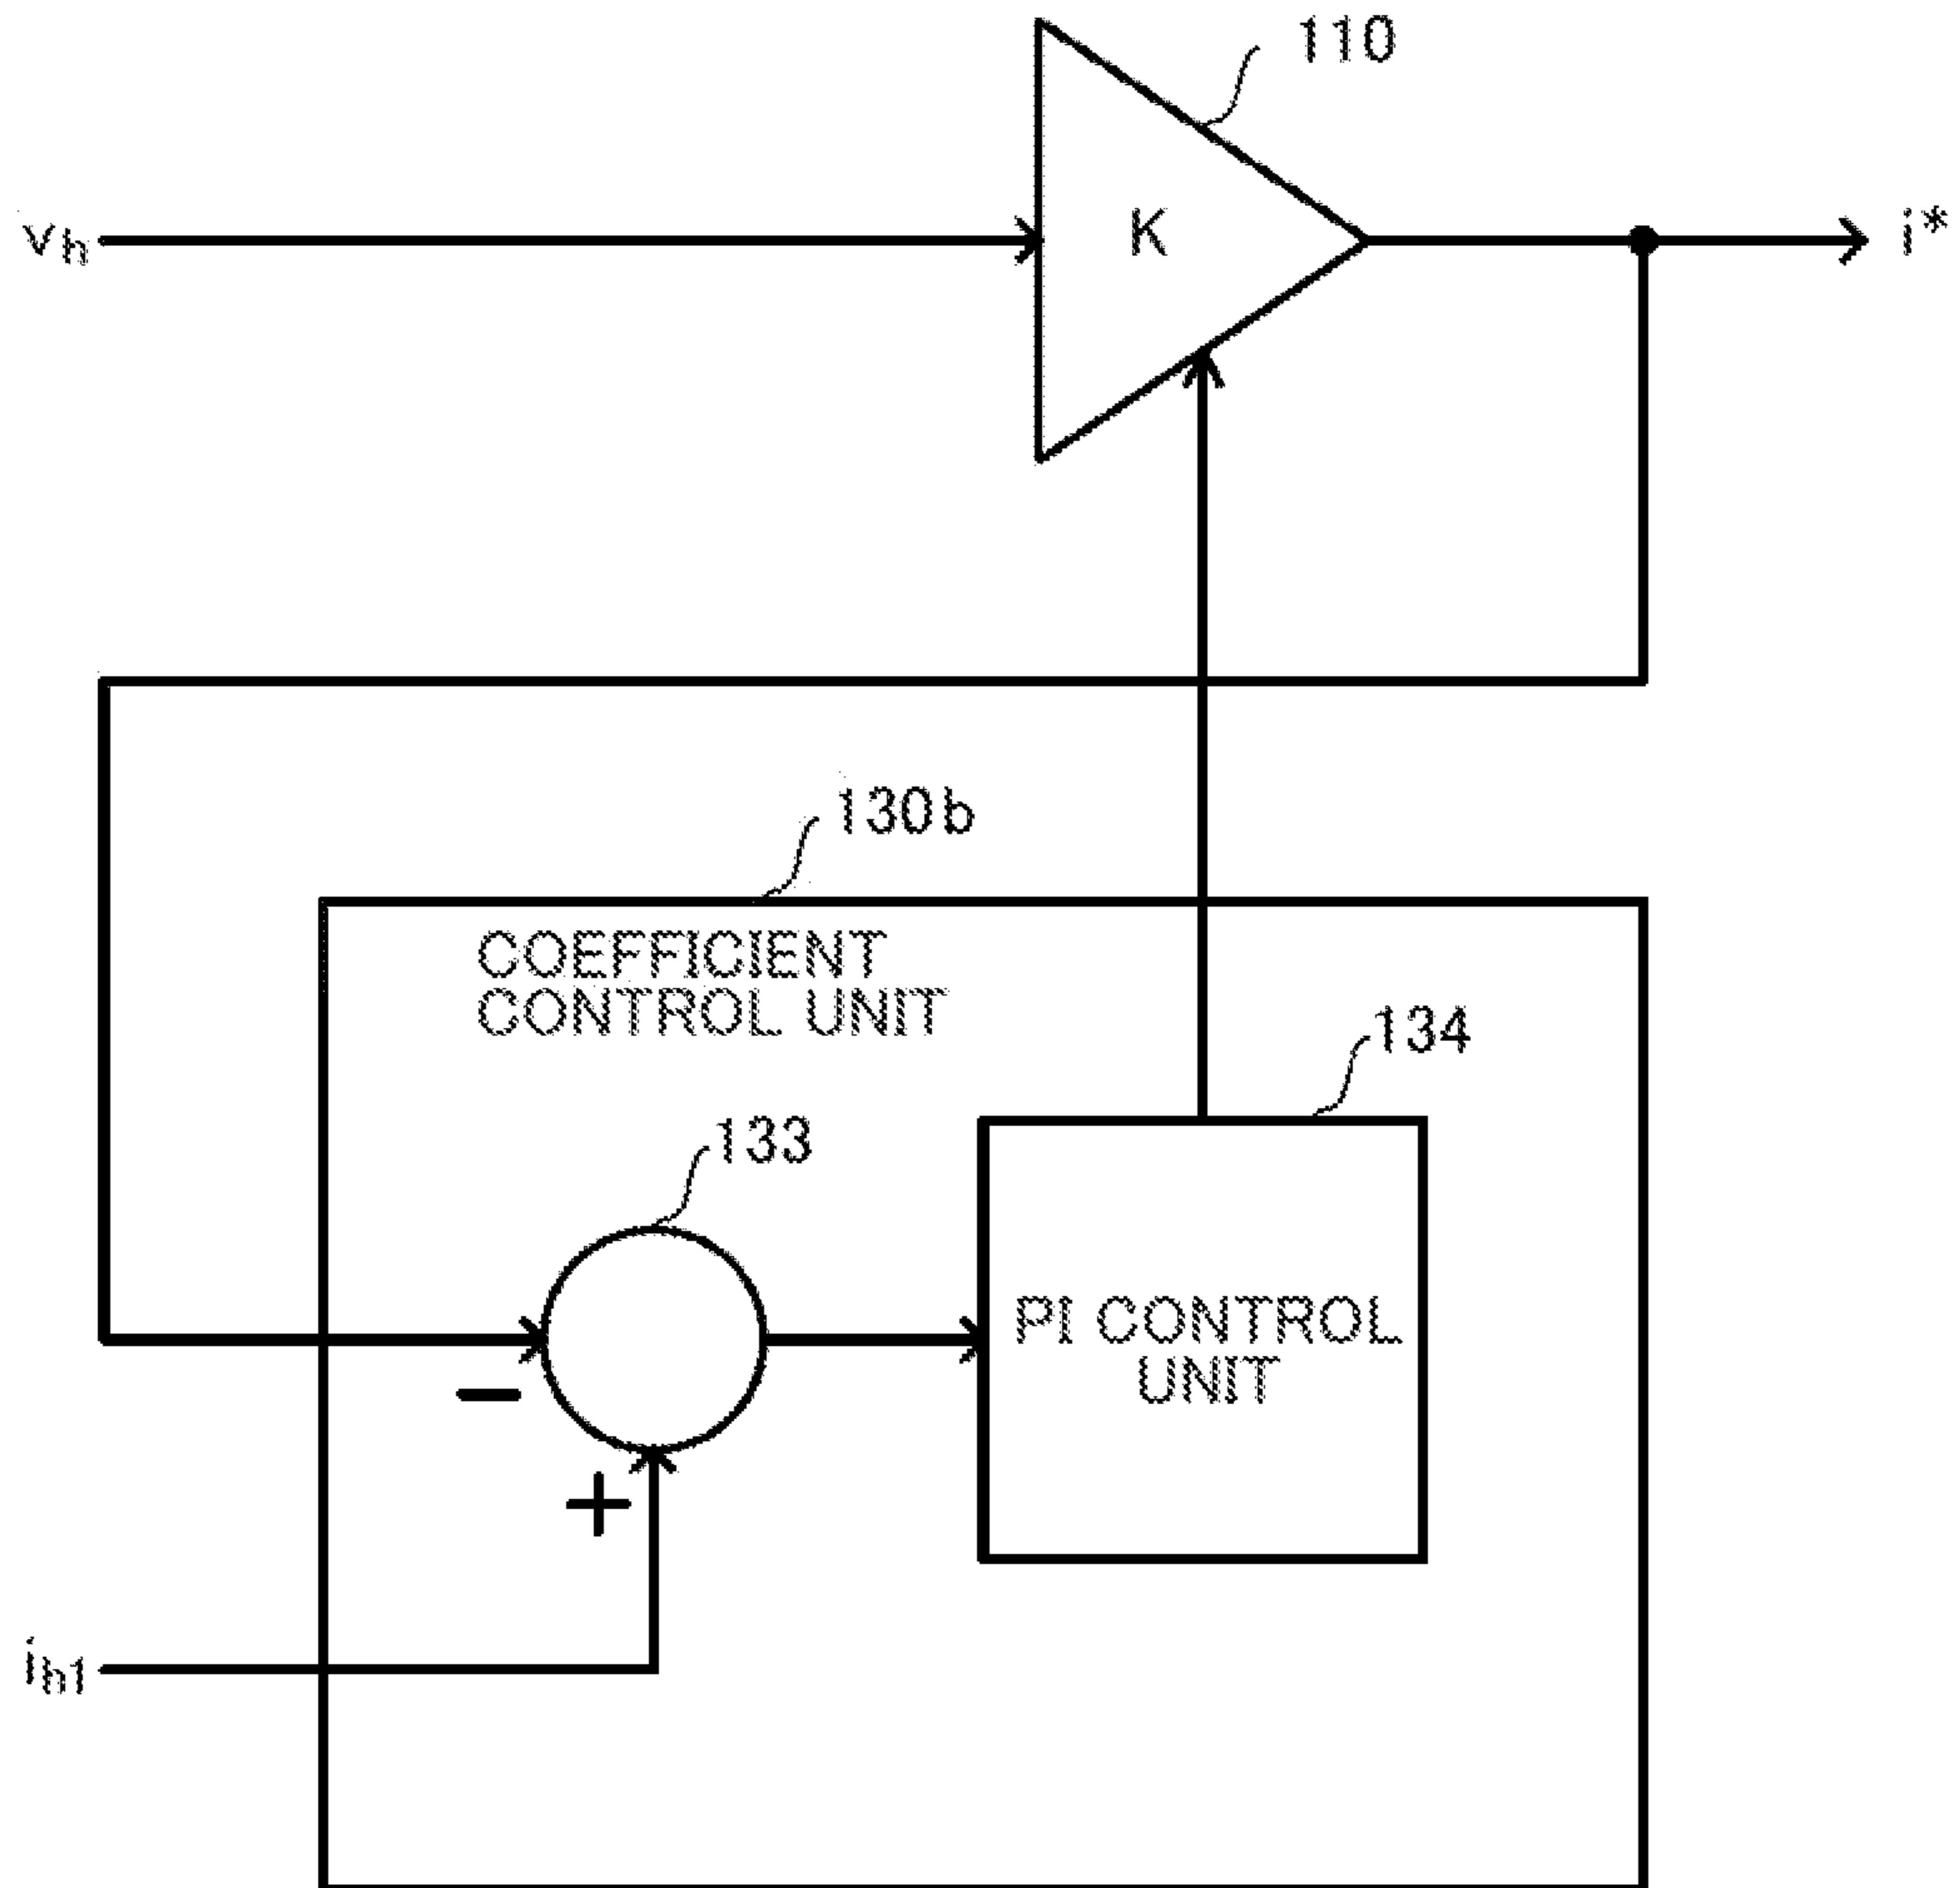 110
vh
K
i*
130b
COEFFICIENT
CONTROL UNIT
134
133
PI CONTROL
UNIT
−
+
ih1